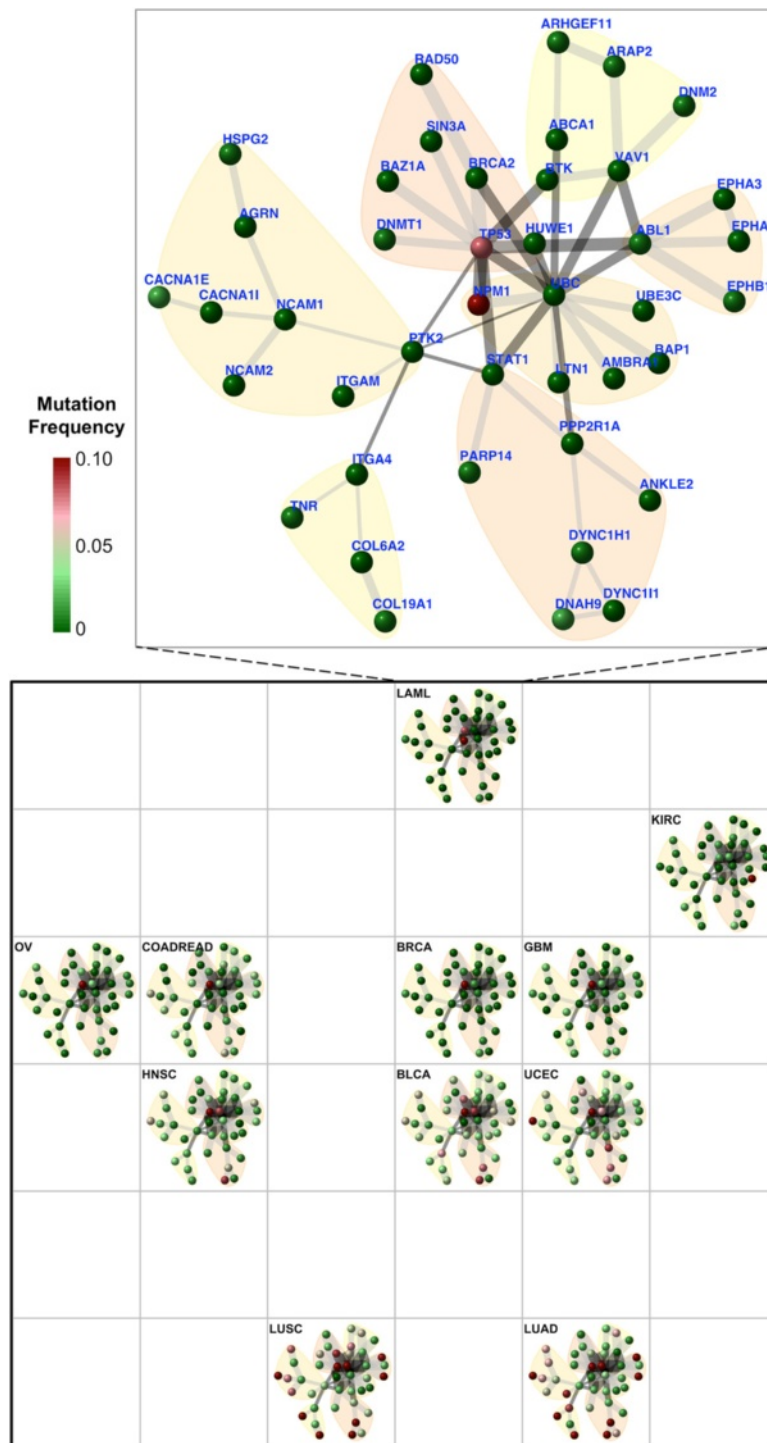 ARHGEF11
ARAP2
RAD50
DNM2
HSPG2
SIN3A
ABCA1
BAZ1A
BRCA2
BTK
VAV1
EPHA3
AGRN
DNMT1
TP53
HUWE1
ABL1
EPHA
CACNA1E
CACNA1I
NCAM1
NPM1
UBC
UBE3C
EPHB1
PTK2
NCAM2
ITGAM
STAT1
LTN1
AMBRA1
BAP1
Mutation
Frequency
PPP2R1A
0.10
ITGA4
PARP14
ANKLE2
TNR
0.05
COL6A2
DYNC1H1
COL19A1
DNAH9
DYNC1I1
0
LAML
KIRC
OV
COADREAD
BRCA
GBM
HNSC
BLCA
UCEC
LUSC
LUAD